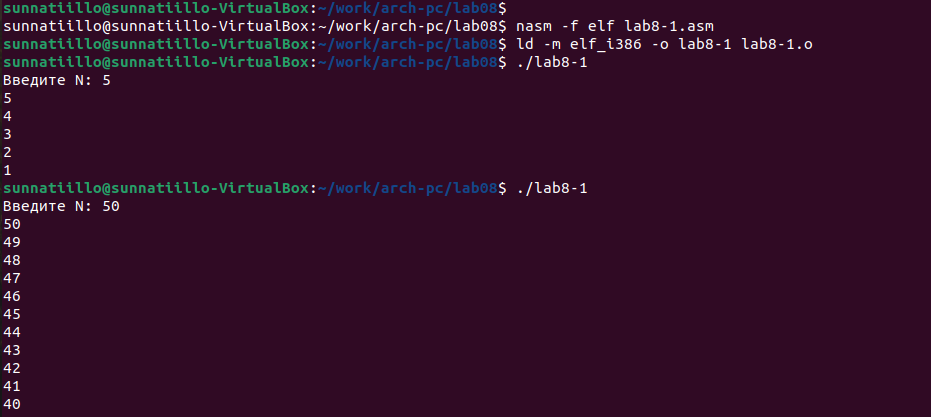 sunnatiillo@sunnatiillo-VirtualBox:~/work/arch-pc/lab08$
sunnatiillo@sunnatiillo-VirtualBox:~/work/arch-pc/lab08$ nasm -f elf lab8-1.asm
sunnatiillo@sunnatiillo-VirtualBox:~/work/arch-pc/lab08$ ld -m elf_i386 -o lab8-1 lab8-1.o
sunnatiillo@sunnatiillo-VirtualBox:~/work/arch-pc/lab08$ ./lab8-1
Введите N: 5
5
4
3
2
1
sunnatiillo@sunnatiillo-VirtualBox:~/work/arch-pc/lab08$ ./lab8-1
Введите N: 50
50
49
48
47
46
45
44
43
42
41
40